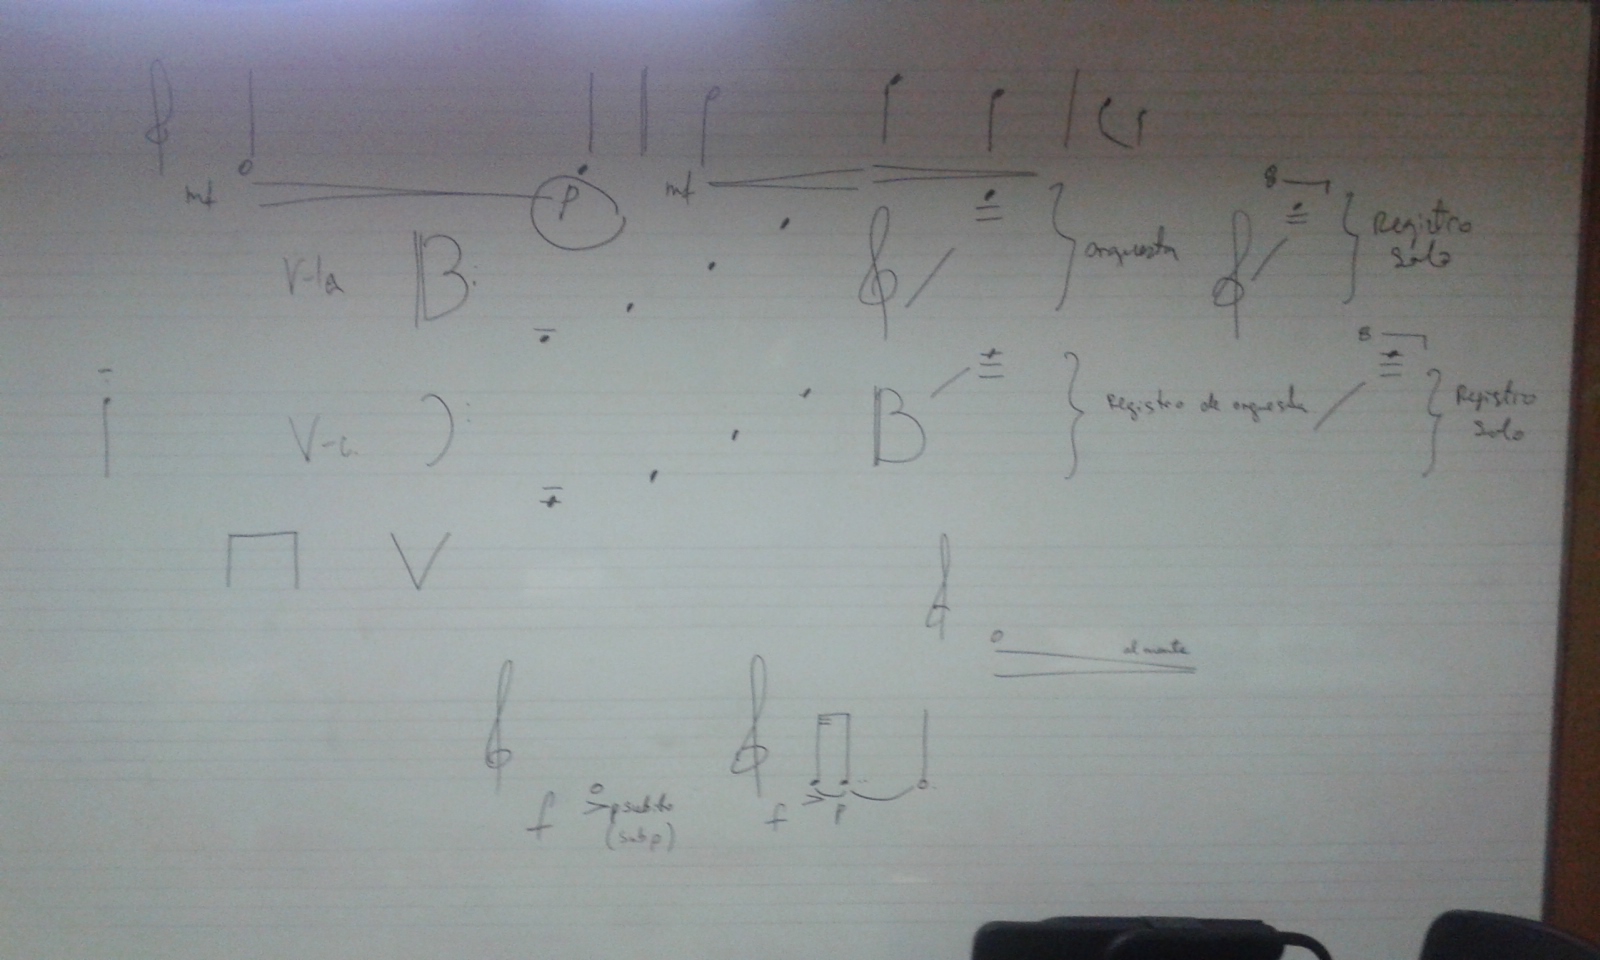 mf p mf
8
V-la orquesta Registro
Solo
8
V-c. Registro de orquesta Registro
Solo
al niente
f p subito f p
(sub p)